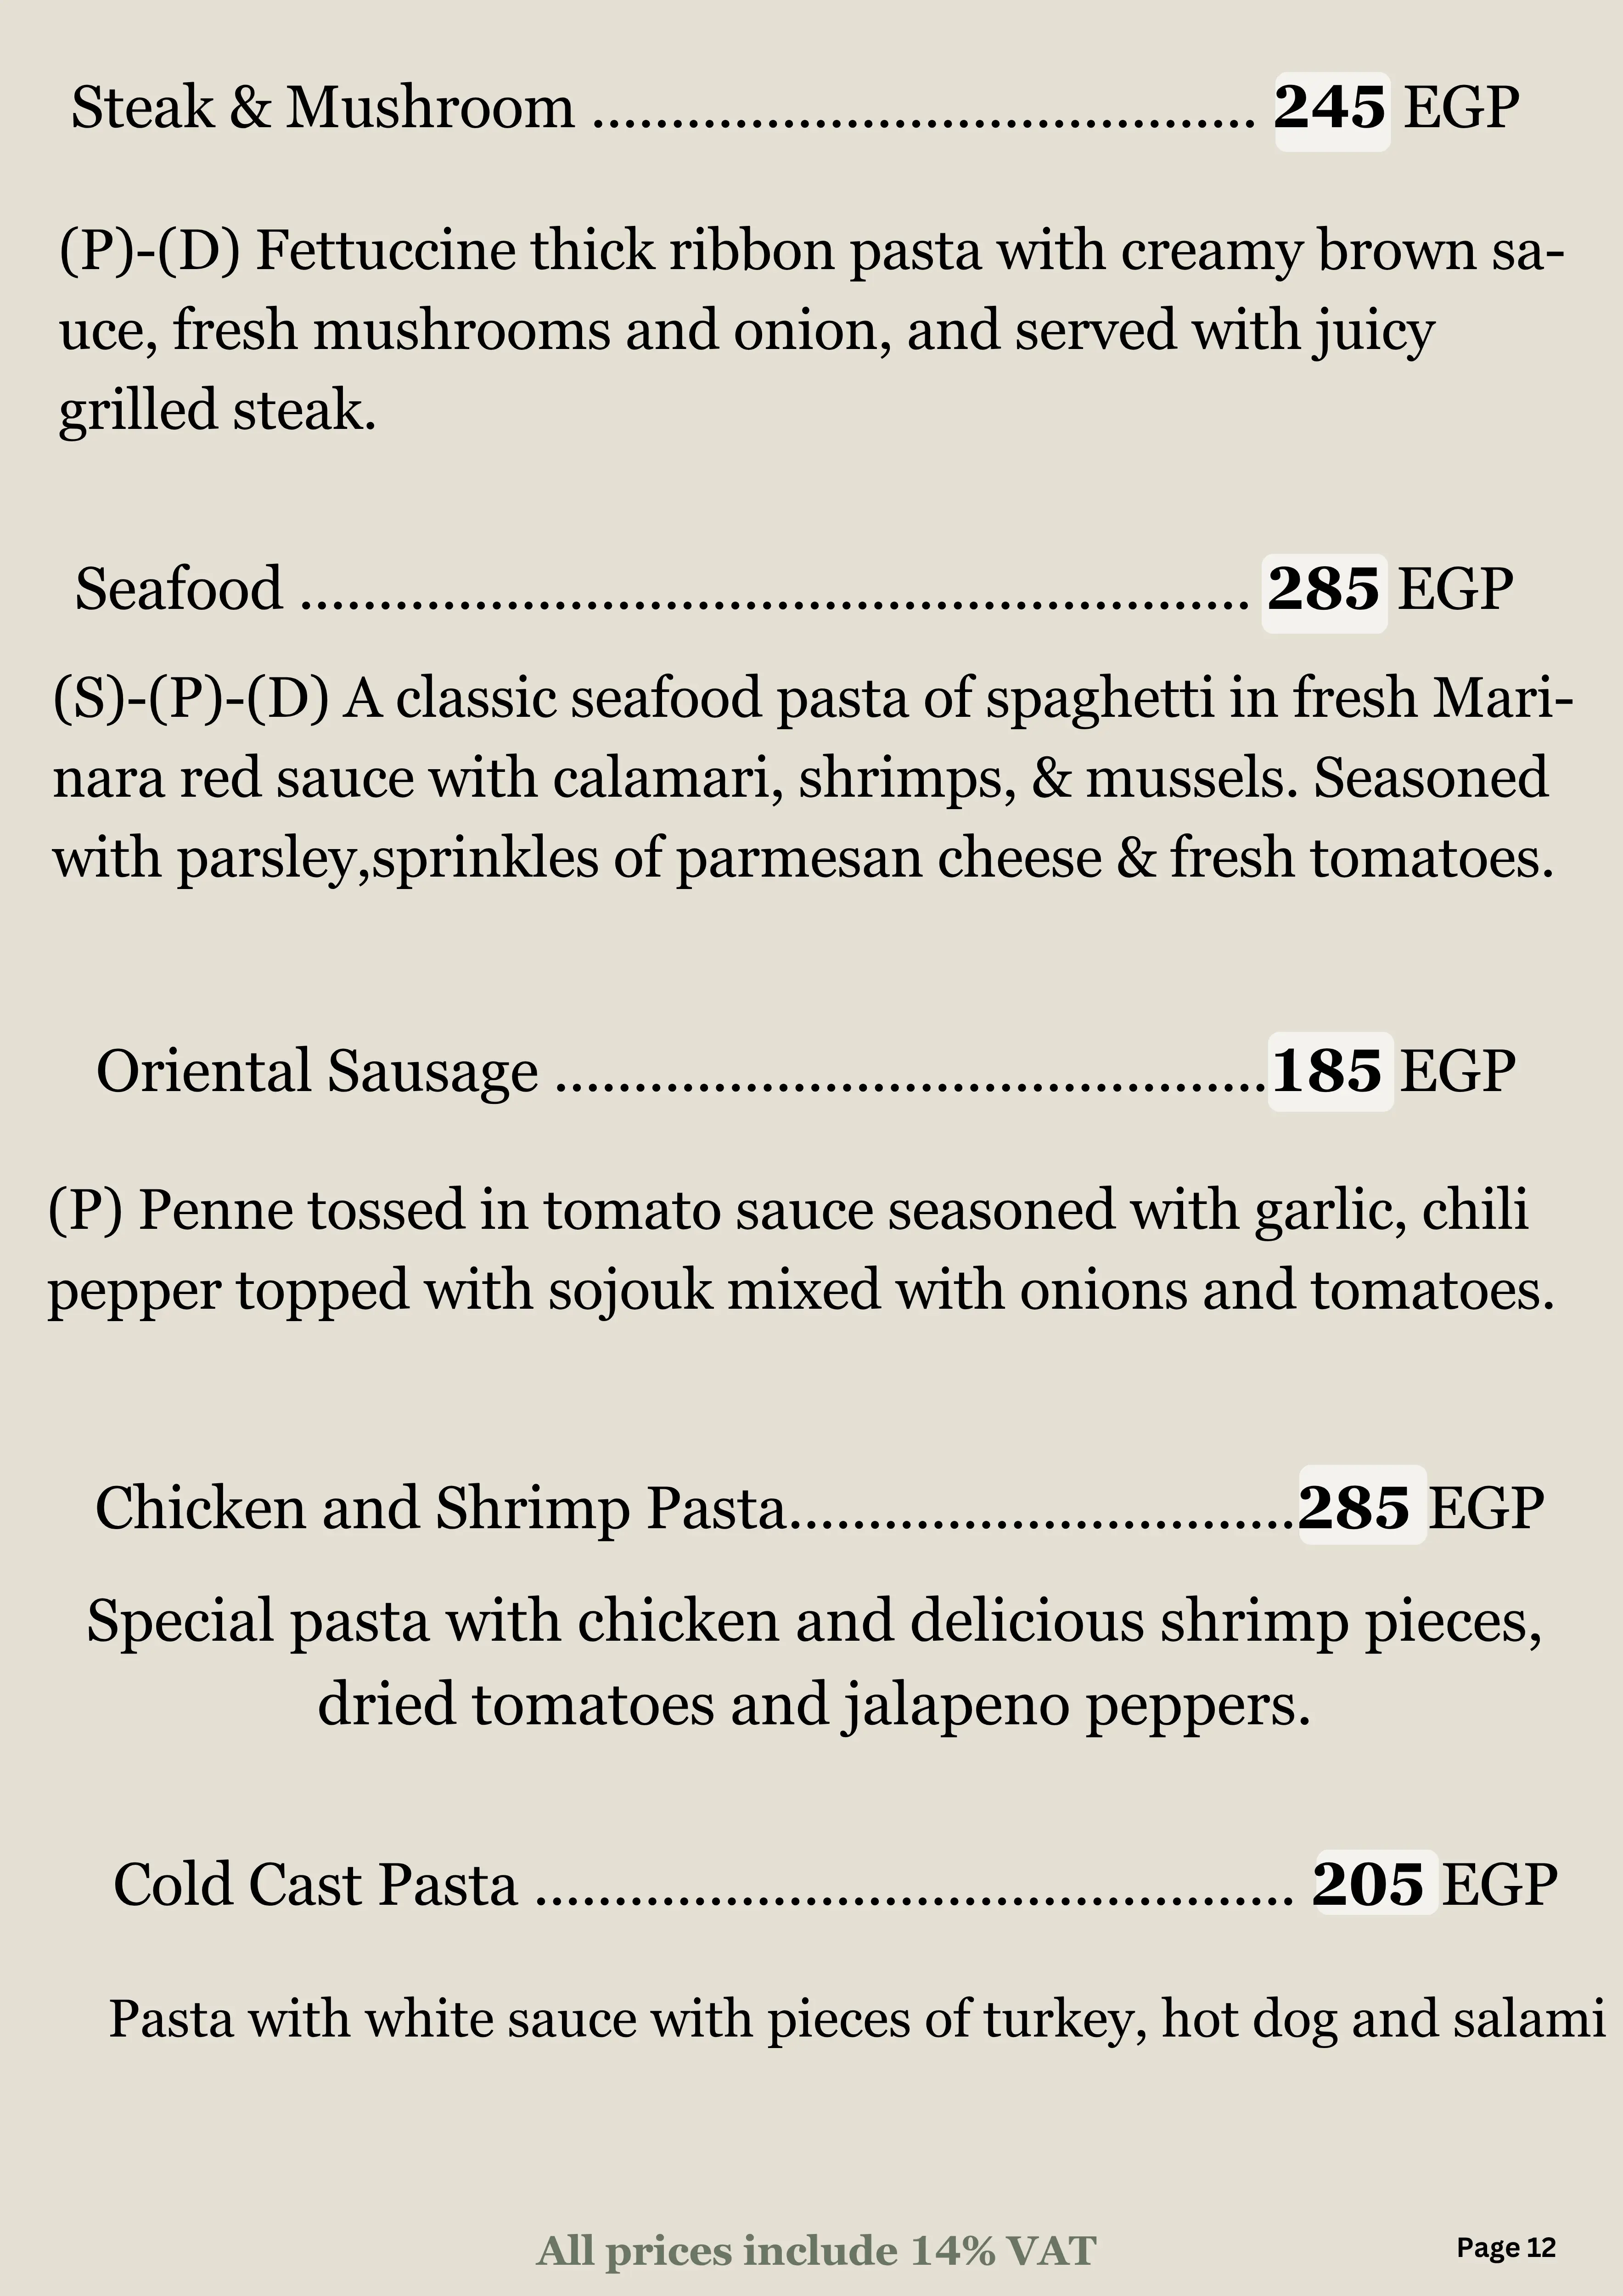 Steak & Mushroom .......................................... 245 EGP
(P)-(D) Fettuccine thick ribbon pasta with creamy brown sa-
uce, fresh mushrooms and onion, and served with juicy
grilled steak.
Seafood ............................................................ 285 EGP
(S)-(P)-(D) A classic seafood pasta of spaghetti in fresh Mari-
nara red sauce with calamari, shrimps, & mussels. Seasoned
with parsley,sprinkles of parmesan cheese & fresh tomatoes.
Oriental Sausage .............................................185 EGP
(P) Penne tossed in tomato sauce seasoned with garlic, chili
pepper topped with sojouk mixed with onions and tomatoes.
Chicken and Shrimp Pasta................................285 EGP
Special pasta with chicken and delicious shrimp pieces,
dried tomatoes and jalapeno peppers.
Cold Cast Pasta ................................................ 205 EGP
Pasta with white sauce with pieces of turkey, hot dog and salami
All prices include 14% VAT
Page 12